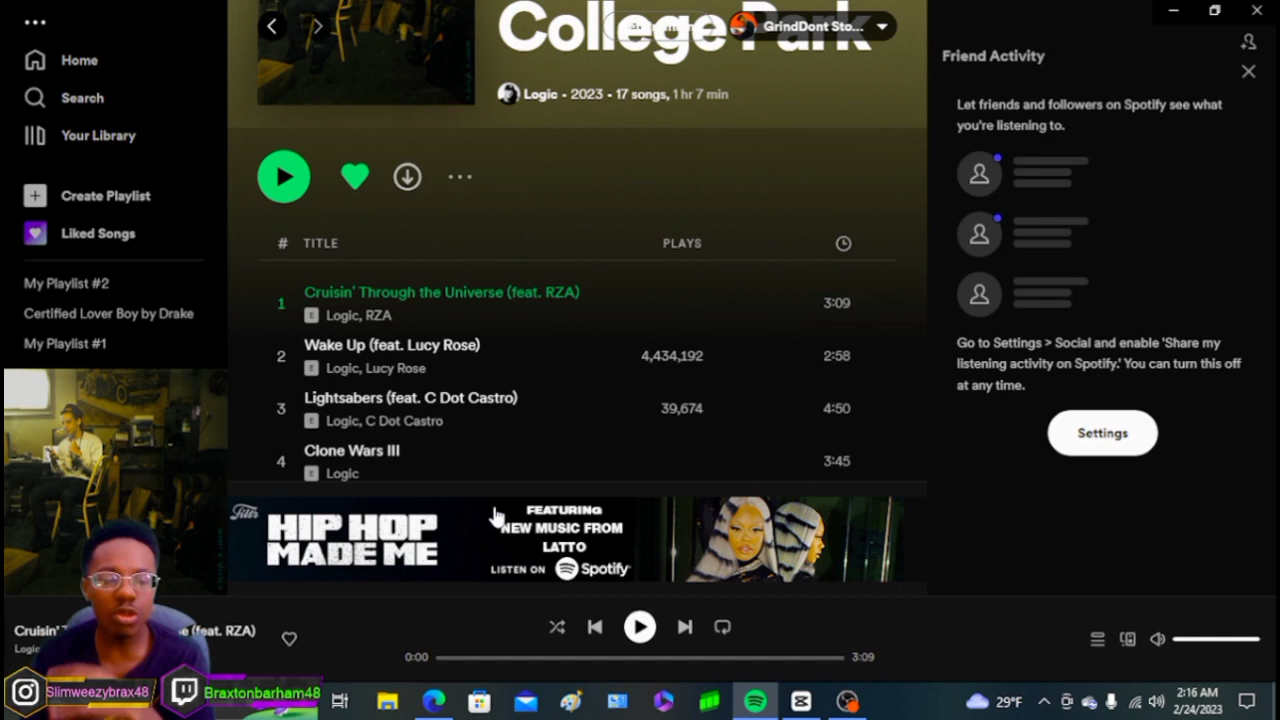 Home
Search
Your Library
Create Playlist
Liked Songs
My Playlist #2
Certified Lover Boy by Drake
My Playlist #1
College Park
GrindDont Sto...
Logic • 2023 • 17 songs, 1 hr 7 min
# TITLE PLAYS
1 Cruisin' Through the Universe (feat. RZA) 3:09
E Logic, RZA
2 Wake Up (feat. Lucy Rose) 4,434,192 2:58
E Logic, Lucy Rose
3 Lightsabers (feat. C Dot Castro) 39,674 4:50
E Logic, C Dot Castro
4 Clone Wars III 3:45
E Logic
Filtr
HIP HOP
MADE ME
FEATURING
NEW MUSIC FROM
LATTO
LISTEN ON Spotify
Friend Activity
Let friends and followers on Spotify see what
you're listening to.
Go to Settings > Social and enable 'Share my
listening activity on Spotify.' You can turn this off
at any time.
Settings
Cruisin' e (feat. RZA)
Logic
0:00 3:09
Slimweezybrax48 Braxtonbarham48
29°F
2:16 AM
2/24/2023